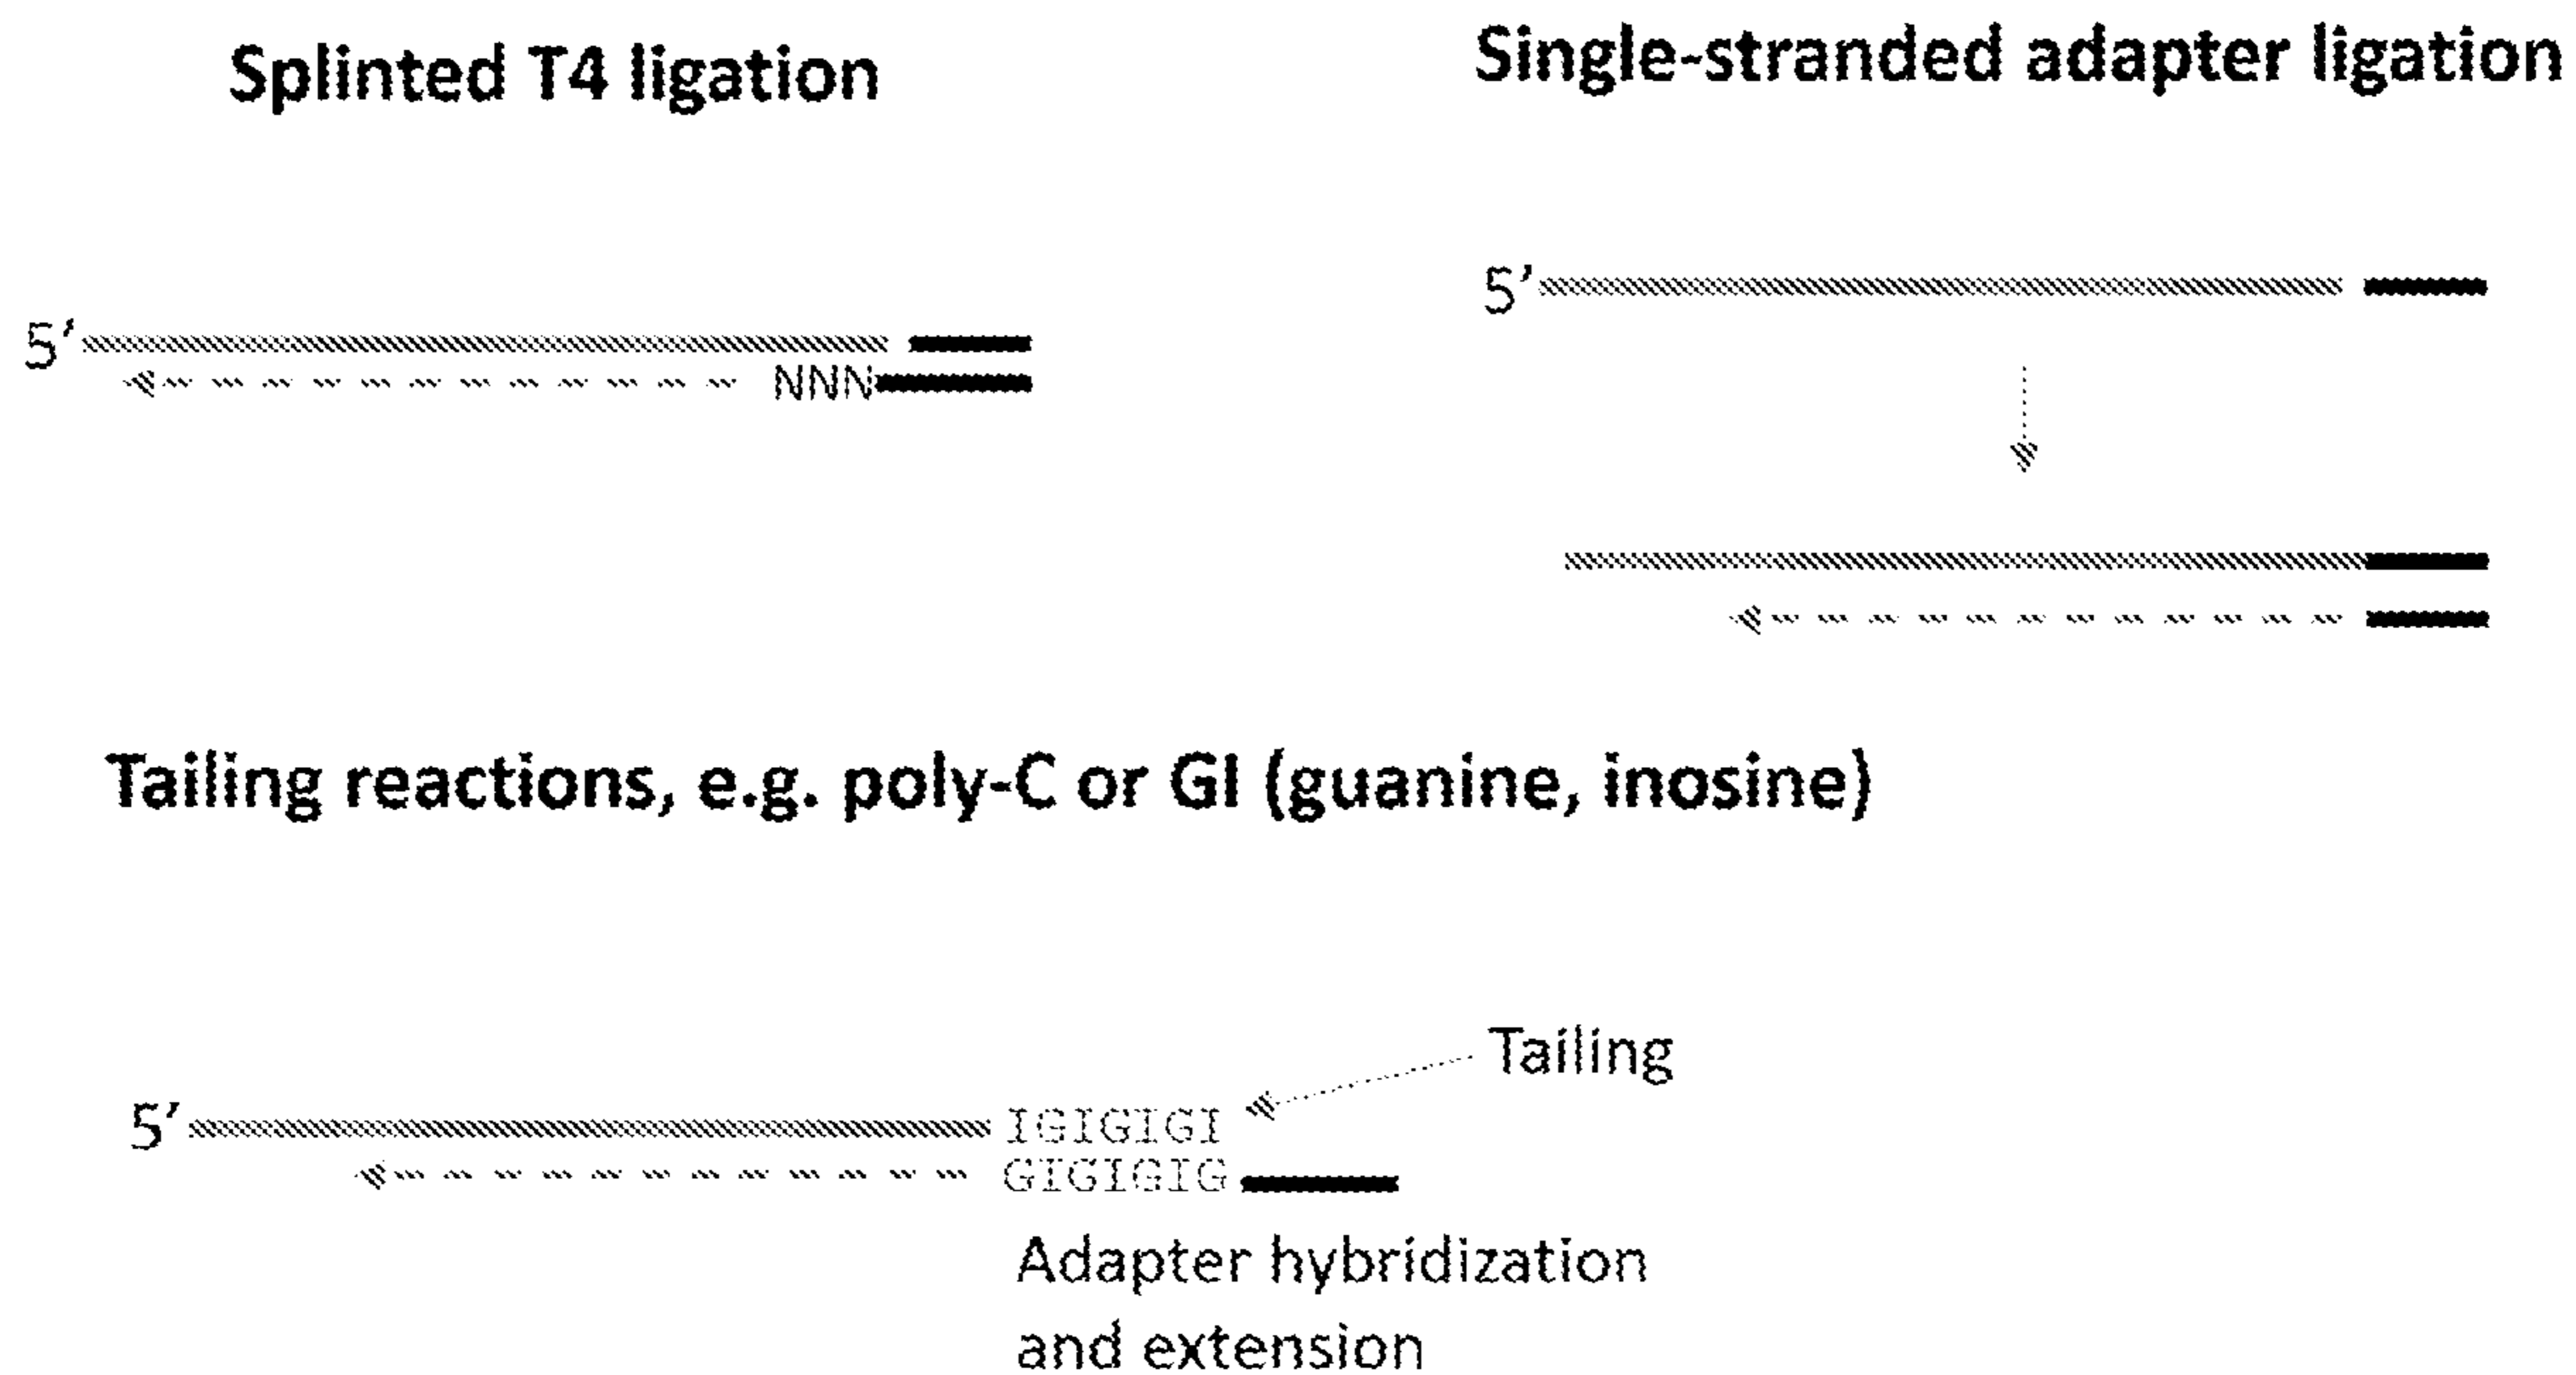 Splinted T4 ligation
Single-stranded adapter ligation
5'
5'
NNN
Tailing reactions, e.g. poly-C or GI (guanine, inosine)
Tailing
5'
IGIGIGI
GIGIGIG
Adapter hybridization
and extension